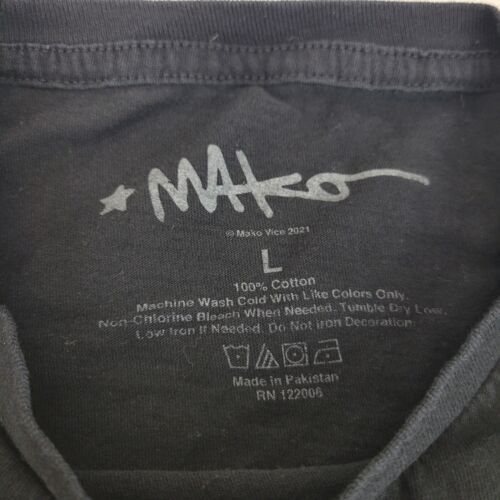 MAKO
© Mako Vice 2021
L
100% Cotton
Machine Wash Cold With Like Colors Only.
Non-Chlorine Bleach When Needed. Tumble Dry Low.
Low Iron If Needed. Do Not Iron Decoration.
Made in Pakistan
RN 122006